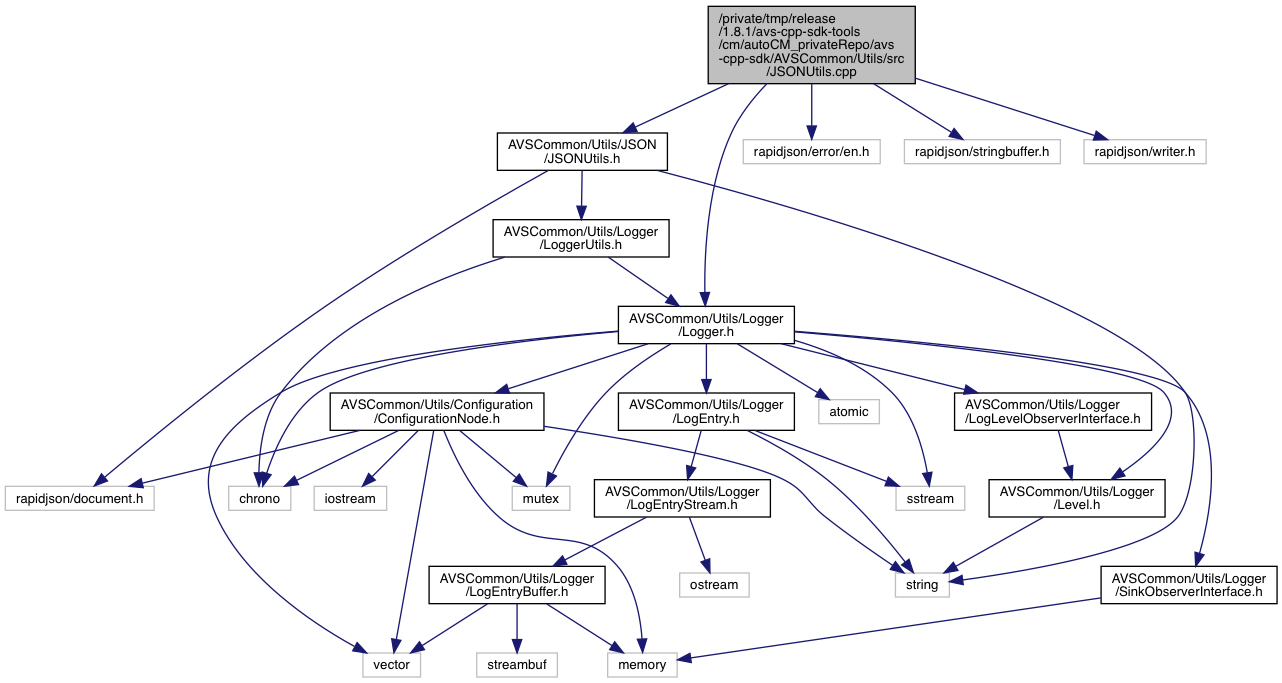 /private/tmp/release
/1.8.1/avs-cpp-sdk-tools
/cm/autoCM_privateRepo/avs
-cpp-sdk/AVSCommon/Utils/src
/JSONUtils.cpp
AVSCommon/Utils/JSON
/JSONUtils.h
rapidjson/error/en.h
rapidjson/stringbuffer.h
rapidjson/writer.h
AVSCommon/Utils/Logger
/LoggerUtils.h
AVSCommon/Utils/Logger
/Logger.h
AVSCommon/Utils/Configuration
/ConfigurationNode.h
AVSCommon/Utils/Logger
/LogEntry.h
atomic
AVSCommon/Utils/Logger
/LogLevelObserverInterface.h
rapidjson/document.h
chrono
iostream
mutex
AVSCommon/Utils/Logger
/LogEntryStream.h
sstream
AVSCommon/Utils/Logger
/Level.h
AVSCommon/Utils/Logger
/LogEntryBuffer.h
ostream
string
AVSCommon/Utils/Logger
/SinkObserverInterface.h
vector
streambuf
memory